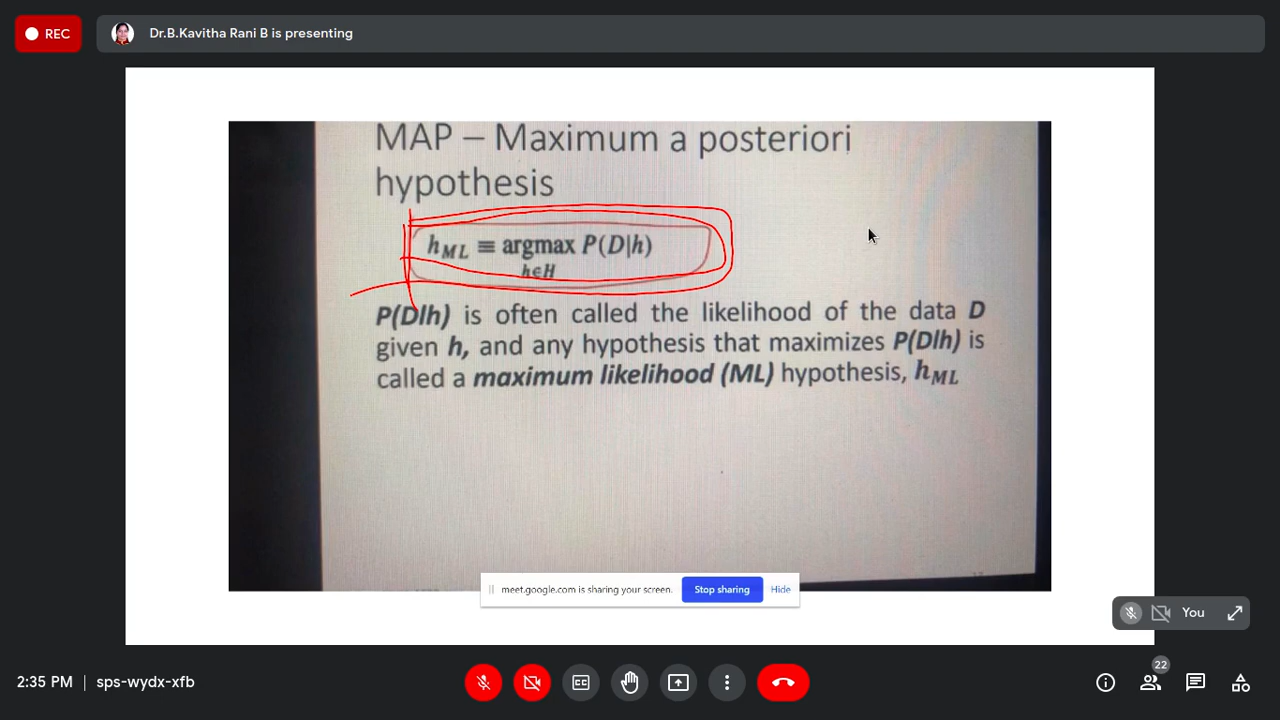 REC
Dr.B.Kavitha Rani B is presenting
MAP – Maximum a posteriori
hypothesis
h_ML ≡ argmax P(D|h)
h∈H
P(D|h) is often called the likelihood of the data D
given h, and any hypothesis that maximizes P(D|h) is
called a maximum likelihood (ML) hypothesis, h_ML
meet.google.com is sharing your screen.
Stop sharing
Hide
You
22
2:35 PM | sps-wydx-xfb
CC